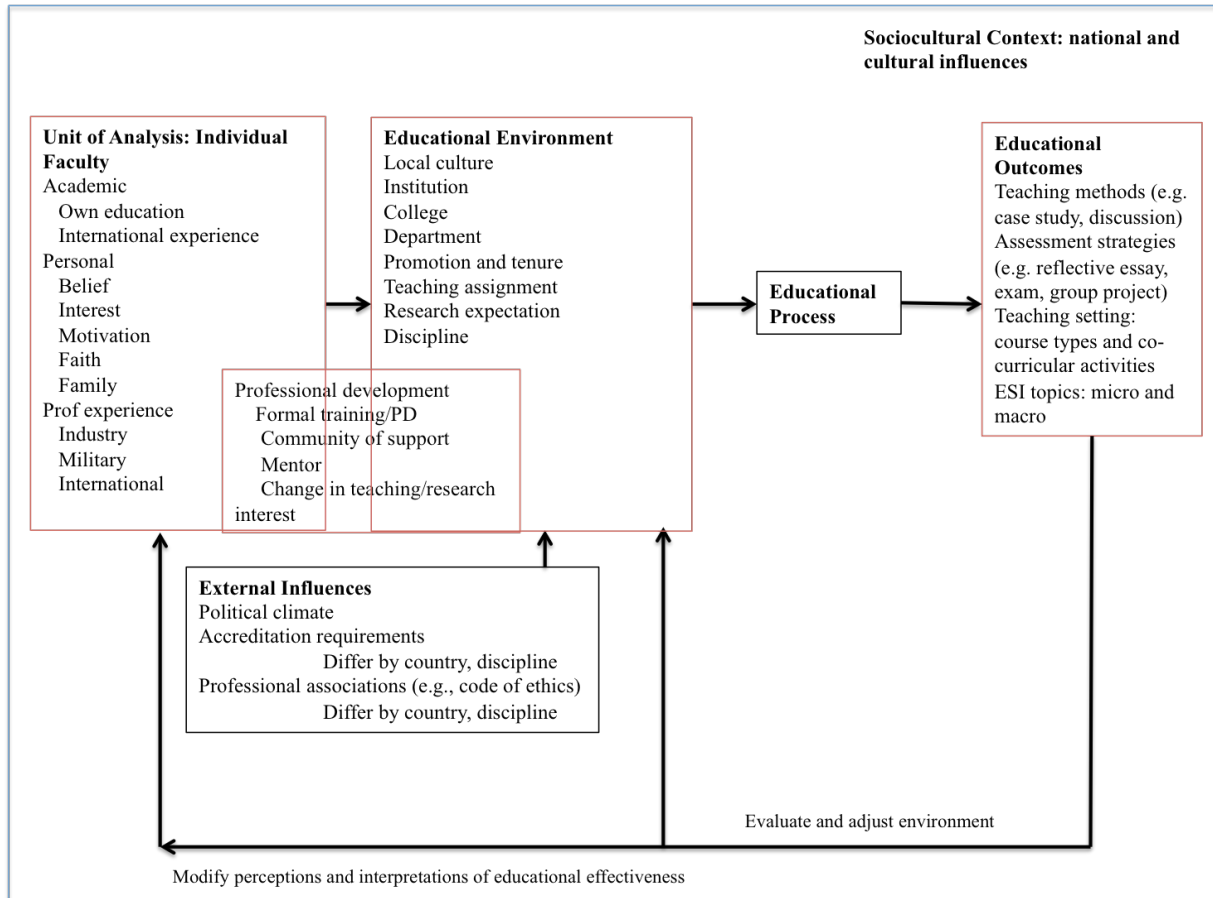 Sociocultural Context: national and
cultural influences
Unit of Analysis: Individual
Faculty
Academic
Own education
International experience
Personal
Belief
Interest
Motivation
Faith
Family
Prof experience
Industry
Military
International
Educational Environment
Local culture
Institution
College
Department
Promotion and tenure
Teaching assignment
Research expectation
Discipline
Professional development
Formal training/PD
Community of support
Mentor
Change in teaching/research
interest
Educational
Process
Educational
Outcomes
Teaching methods (e.g.
case study, discussion)
Assessment strategies
(e.g. reflective essay,
exam, group project)
Teaching setting:
course types and co-
curricular activities
ESI topics: micro and
macro
External Influences
Political climate
Accreditation requirements
Differ by country, discipline
Professional associations (e.g., code of ethics)
Differ by country, discipline
Evaluate and adjust environment
Modify perceptions and interpretations of educational effectiveness